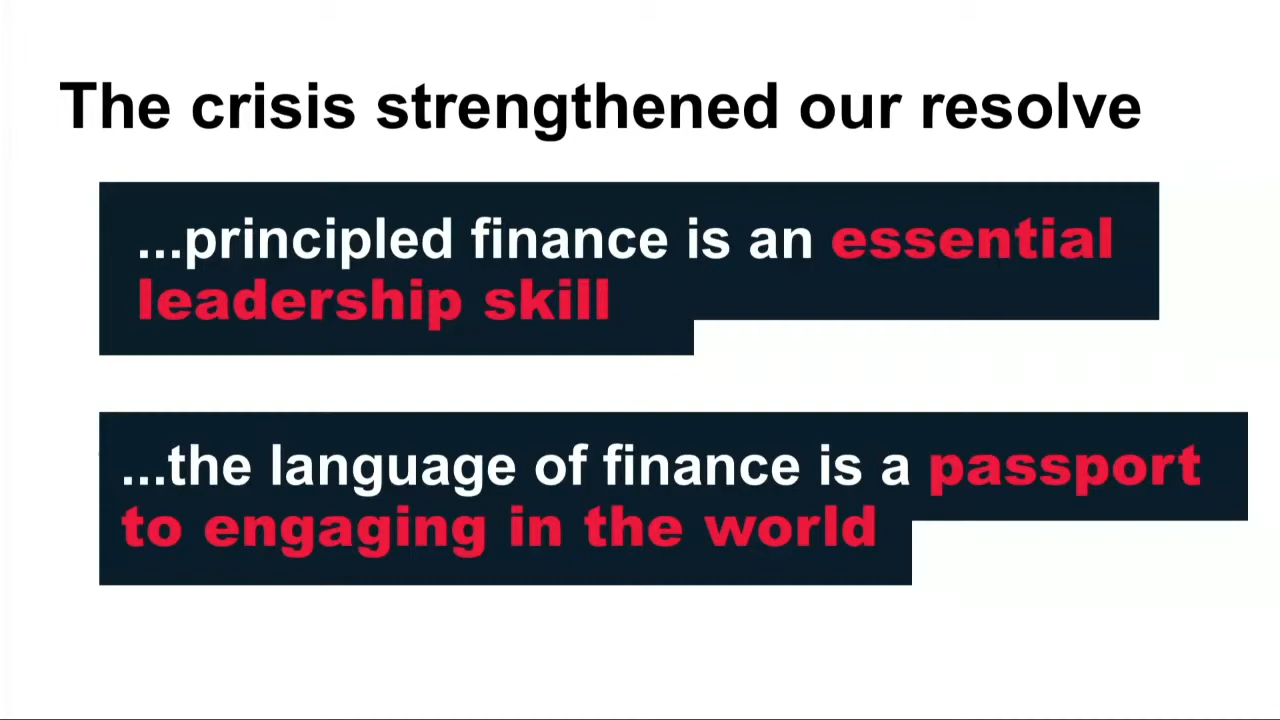 The crisis strengthened our resolve
...principled finance is an essential
leadership skill
...the language of finance is a passport
to engaging in the world